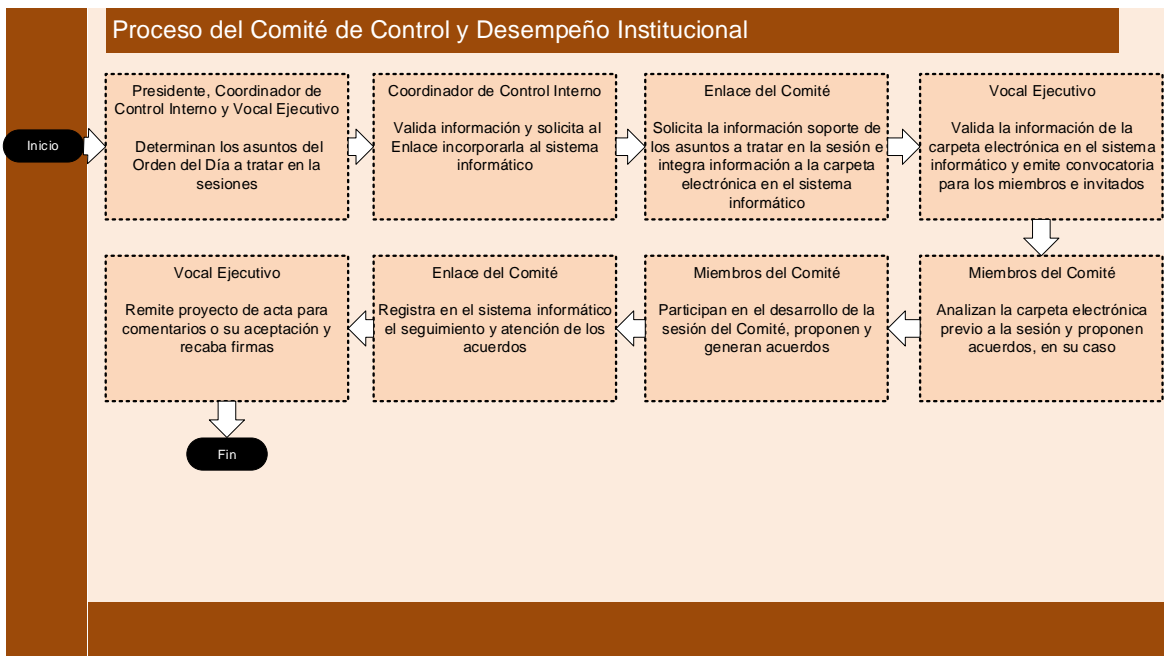 Proceso del Comité de Control y Desempeño Institucional
Inicio
Presidente, Coordinador de
Control Interno y Vocal Ejecutivo
Determinan los asuntos del
Orden del Día a tratar en la
sesiones
Coordinador de Control Interno
Valida información y solicita al
Enlace incorporarla al sistema
informático
Enlace del Comité
Solicita la información soporte de
los asuntos a tratar en la sesión e
integra información a la carpeta
electrónica en el sistema
informático
Vocal Ejecutivo
Valida la información de la
carpeta electrónica en el sistema
informático y emite convocatoria
para los miembros e invitados
Miembros del Comité
Analizan la carpeta electrónica
previo a la sesión y proponen
acuerdos, en su caso
Miembros del Comité
Participan en el desarrollo de la
sesión del Comité, proponen y
generan acuerdos
Enlace del Comité
Registra en el sistema informático
el seguimiento y atención de los
acuerdos
Vocal Ejecutivo
Remite proyecto de acta para
comentarios o su aceptación y
recaba firmas
Fin